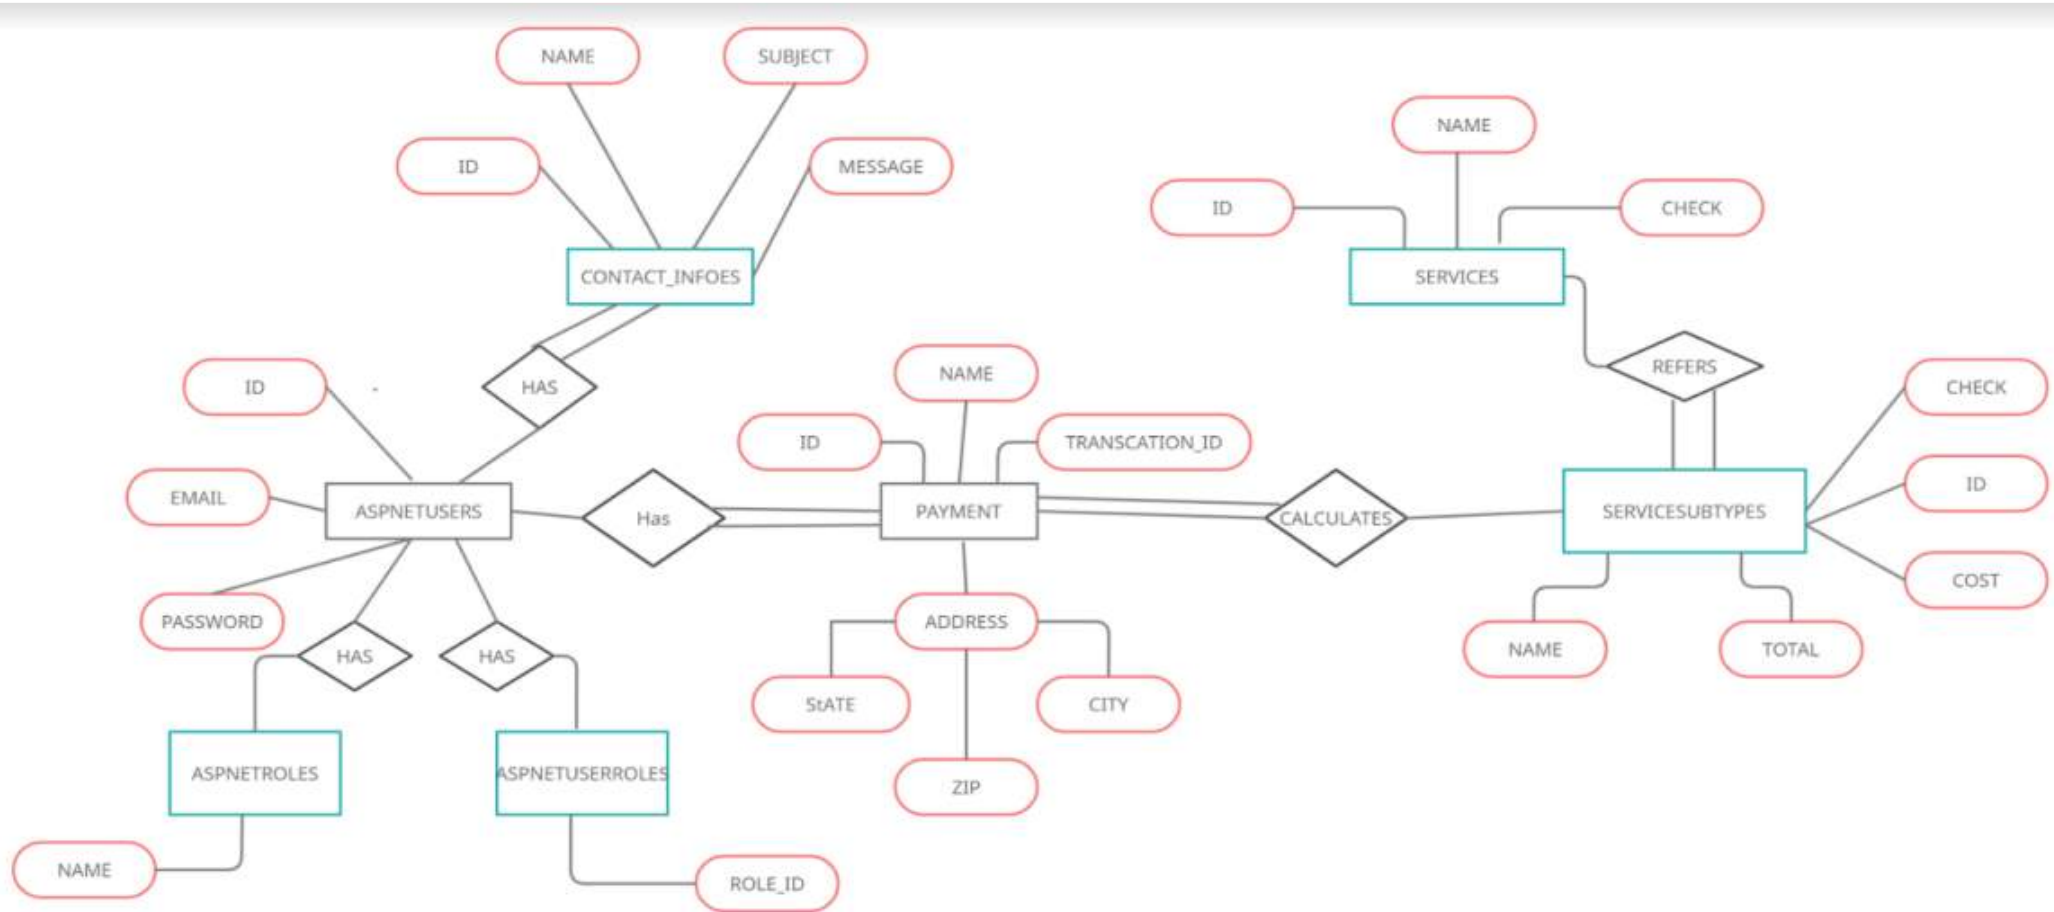 NAME
SUBJECT
ID
MESSAGE
CONTACT_INFOES
NAME
ID
CHECK
SERVICES
REFERS
HAS
ID
-
EMAIL
ASPNETUSERS
PASSWORD
Has
NAME
ID
TRANSCATION_ID
PAYMENT
CALCULATES
SERVICESUBTYPES
CHECK
ID
COST
NAME
TOTAL
ADDRESS
StATE
CITY
ZIP
HAS
HAS
ASPNETROLES
ASPNETUSERROLES
NAME
ROLE_ID